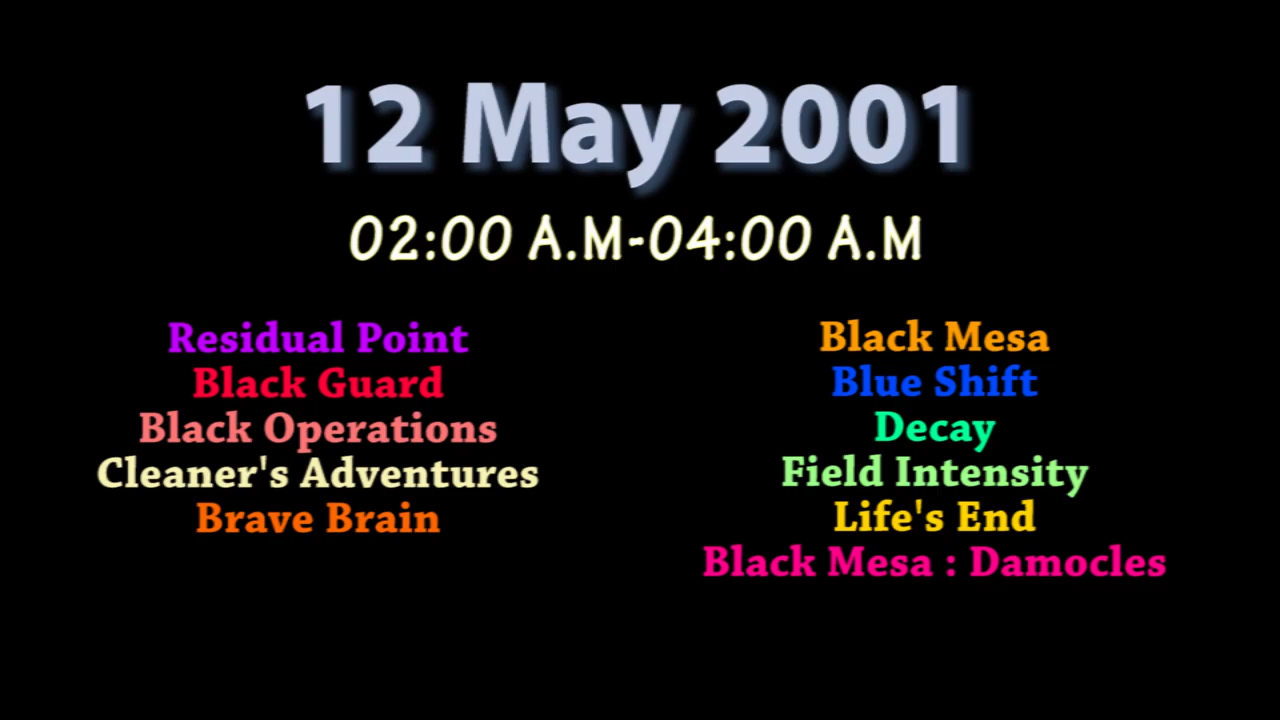 12 May 2001
02:00 A.M-04:00 A.M
Residual Point
Black Guard
Black Operations
Cleaner's Adventures
Brave Brain
Black Mesa
Blue Shift
Decay
Field Intensity
Life's End
Black Mesa : Damocles